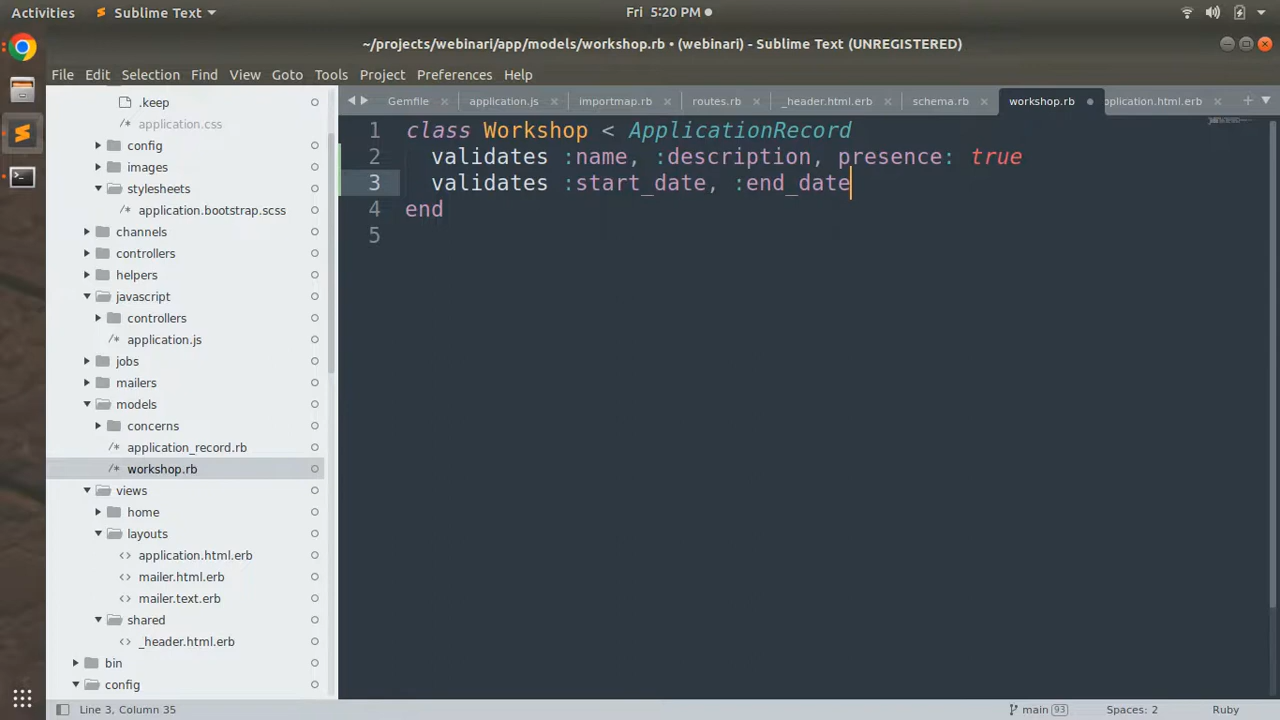 Activities Sublime Text Fri 5:20 PM
~/projects/webinari/app/models/workshop.rb • (webinari) - Sublime Text (UNREGISTERED)
File Edit Selection Find View Goto Tools Project Preferences Help
Gemfile application.js importmap.rb routes.rb _header.html.erb schema.rb workshop.rb pplication.html.erb
.keep
application.css
config
images
stylesheets
application.bootstrap.scss
channels
controllers
helpers
javascript
controllers
application.js
jobs
mailers
models
concerns
application_record.rb
workshop.rb
views
home
layouts
application.html.erb
mailer.html.erb
mailer.text.erb
shared
_header.html.erb
bin
config
1 class Workshop < ApplicationRecord
2 validates :name, :description, presence: true
3 validates :start_date, :end_date
4 end
5
Line 3, Column 35 main 93 Spaces: 2 Ruby